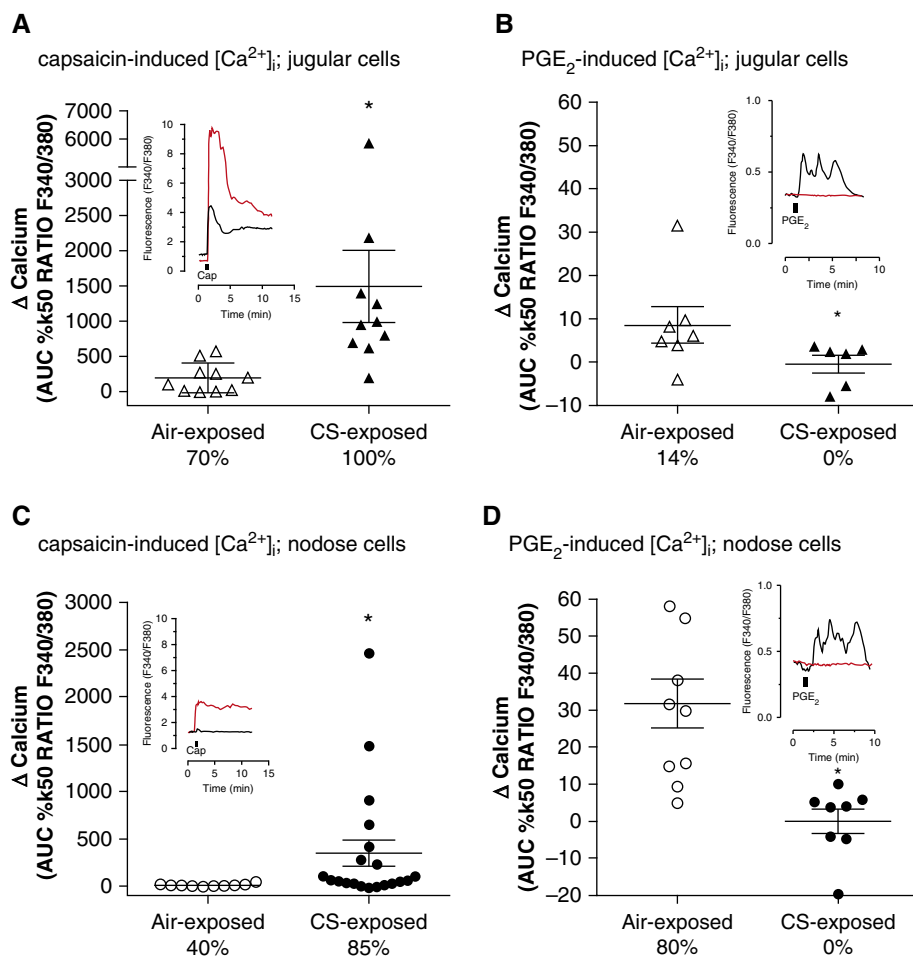 A
capsaicin-induced [Ca²⁺]ᵢ; jugular cells
Δ Calcium
(AUC %k50 RATIO F340/380)
7000
6000
3000
2500
2000
1500
1000
500
0
Fluorescence (F340/F380)
10
8
6
4
2
0
Cap
0
5
10
15
Time (min)
*
Air-exposed
70%
CS-exposed
100%
B
PGE₂-induced [Ca²⁺]ᵢ; jugular cells
Δ Calcium
(AUC %k50 RATIO F340/380)
60
50
40
30
20
10
0
–10
Fluorescence (F340/F380)
1.0
0.5
0.0
PGE₂
0
5
10
Time (min)
*
Air-exposed
14%
CS-exposed
0%
C
capsaicin-induced [Ca²⁺]ᵢ; nodose cells
Δ Calcium
(AUC %k50 RATIO F340/380)
3000
2500
2000
1500
1000
500
0
Fluorescence (F340/F380)
10
8
6
4
2
0
Cap
0
5
10
15
Time (min)
*
Air-exposed
40%
CS-exposed
85%
D
PGE₂-induced [Ca²⁺]ᵢ; nodose cells
Δ Calcium
(AUC %k50 RATIO F340/380)
60
50
40
30
20
10
0
–10
–20
Fluorescence (F340/F380)
1.0
0.5
0.0
PGE₂
0
5
10
Time (min)
*
Air-exposed
80%
CS-exposed
0%